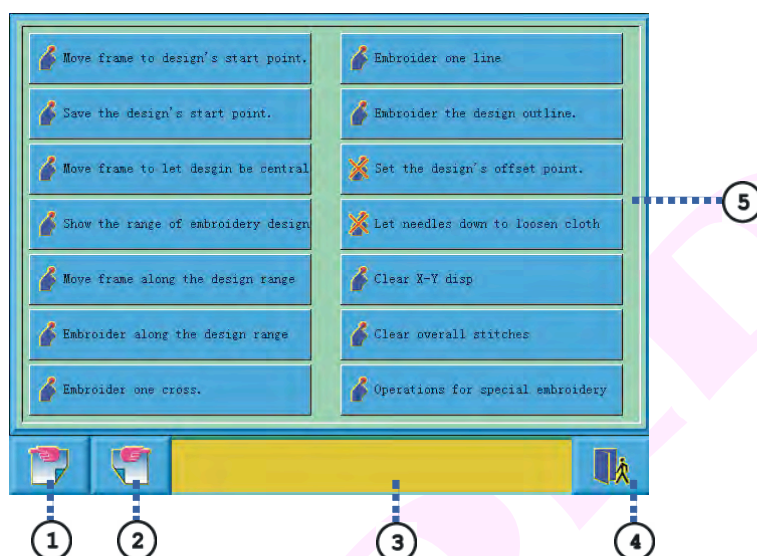 Move frame to design's start point.
Save the design's start point.
Move frame to let desgin be central
Show the range of embroidery design
Move frame along the design range
Embroider along the design range
Embroider one cross.
Embroider one line
Embroider the design outline.
Set the design's offset point.
Let needles down to loosen cloth
Clear X-Y disp
Clear overall stitches
Operations for special embroidery
5
1
2
3
4